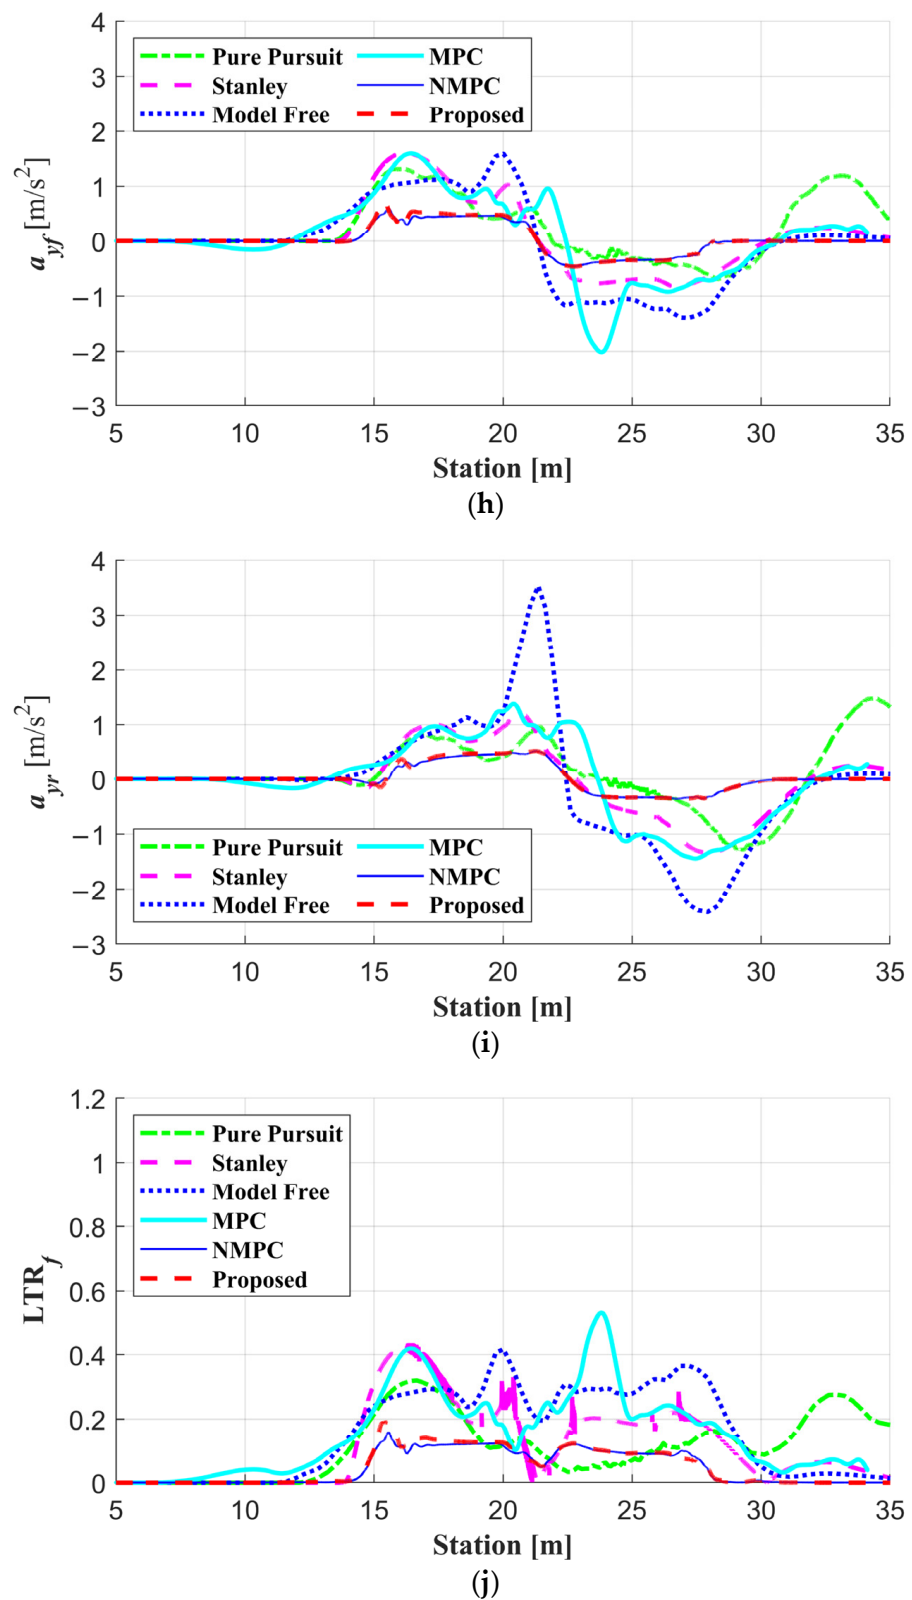 4
3
2
1
0
−1
−2
−3
a_yf [m/s²]
Pure Pursuit MPC
Stanley NMPC
Model Free Proposed
5 10 15 20 25 30 35
Station [m]
(h)
4
3
2
1
0
−1
−2
−3
a_yr [m/s²]
Pure Pursuit MPC
Stanley NMPC
Model Free Proposed
5 10 15 20 25 30 35
Station [m]
(i)
1.2
1
0.8
0.6
0.4
0.2
0
LTR_f
Pure Pursuit
Stanley
Model Free
MPC
NMPC
Proposed
5 10 15 20 25 30 35
Station [m]
(j)